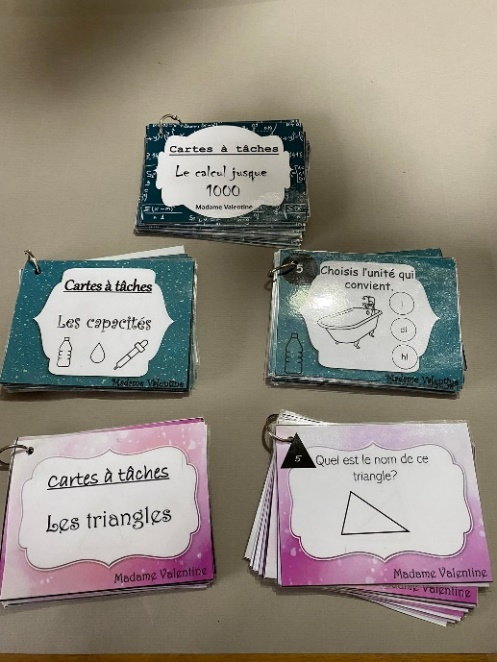 Cartes à tâches
Le calcul jusque
1000
Madame Valentine
Cartes à tâches
Les capacités
Madame Valentine
5
Choisis l'unité qui
convient.
l
dl
hl
Madame Valentine
Cartes à tâches
Les triangles
Madame Valentine
5
Quel est le nom de ce
triangle?
Madame Valentine